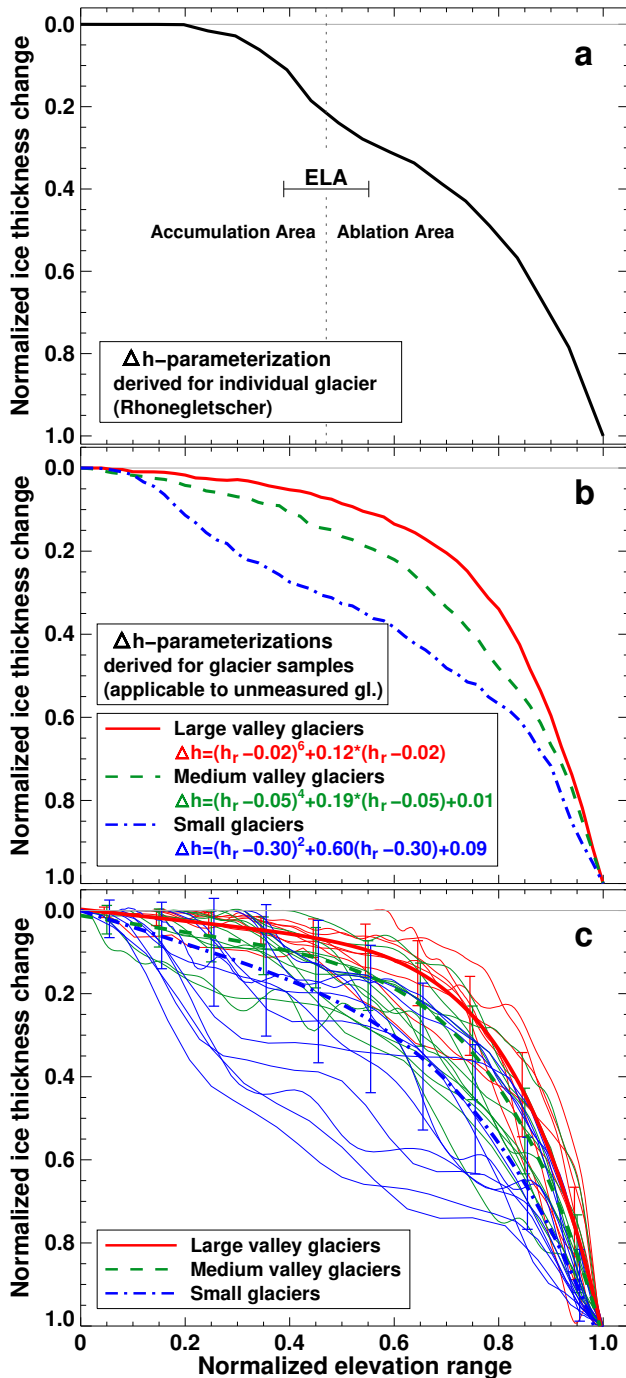 Normalized ice thickness change
0.0
0.2
0.4
0.6
0.8
1.0
a
ELA
Accumulation Area
Ablation Area
Δh−parameterization
derived for individual glacier
(Rhonegletscher)
Normalized ice thickness change
0.0
0.2
0.4
0.6
0.8
1.0
b
Δh−parameterizations
derived for glacier samples
(applicable to unmeasured gl.)
Large valley glaciers
Δh=(hᵣ −0.02)⁶+0.12*(hᵣ −0.02)
Medium valley glaciers
Δh=(hᵣ −0.05)⁴+0.19*(hᵣ −0.05)+0.01
Small glaciers
Δh=(hᵣ −0.30)²+0.60(hᵣ −0.30)+0.09
Normalized ice thickness change
0.0
0.2
0.4
0.6
0.8
1.0
c
Large valley glaciers
Medium valley glaciers
Small glaciers
0
0.2
0.4
0.6
0.8
1.0
Normalized elevation range